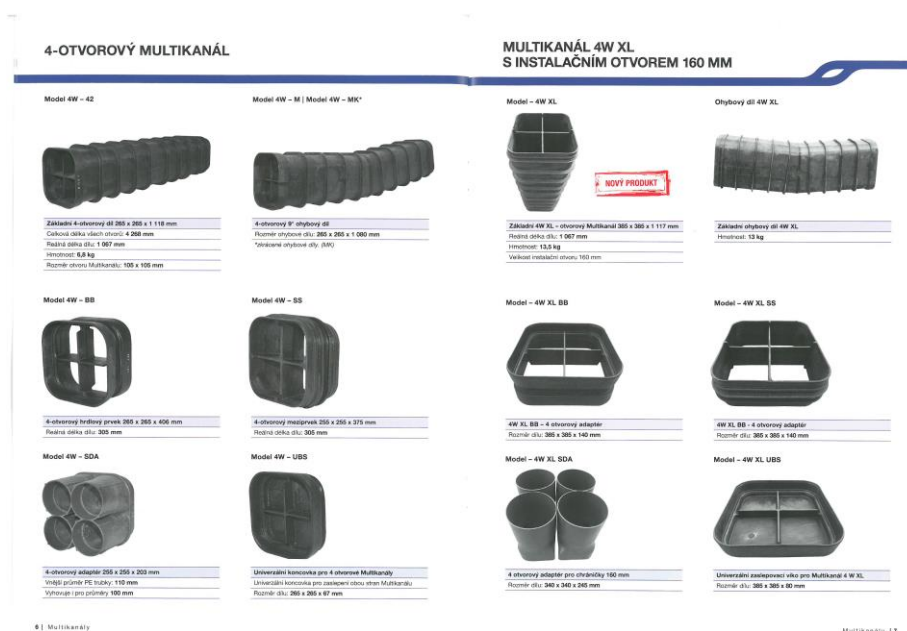 4-OTVOROVÝ MULTIKANÁL
Model 4W – 42
Základní 4-otvorový díl 265 x 265 x 1 118 mm
Celková délka všech otvorů: 4 268 mm
Reálná délka dílu: 1 067 mm
Hmotnost: 6,8 kg
Rozměr otvoru Multikanálu: 105 x 105 mm
Model 4W – M | Model 4W – MK*
4-otvorový 9° ohybový díl
Rozměr ohybové dílu: 265 x 265 x 1 080 mm
*zkrácené ohybové díly. (MK)
Model 4W – BB
4-otvorový hrdlový prvek 265 x 265 x 406 mm
Reálná délka dílu: 305 mm
Model 4W – SS
4-otvorový meziprvek 255 x 255 x 375 mm
Reálná délka dílu: 305 mm
Model 4W – SDA
4-otvorový adaptér 255 x 255 x 203 mm
Vnější průměr PE trubky: 110 mm
Vyhovuje i pro průměry 100 mm
Model 4W – UBS
Univerzální koncovka pro 4 otvorové Multikanály
Univerzální koncovka pro zaslepení obou stran Multikanálu
Rozměr dílu: 265 x 265 x 67 mm
6 | Multikanály
MULTIKANÁL 4W XL
S INSTALAČNÍM OTVOREM 160 MM
Model – 4W XL
NOVÝ PRODUKT
Základní 4W XL – otvorový Multikanál 385 x 385 x 1 117 mm
Reálná délka dílu: 1 067 mm
Hmotnost: 13,5 kg
Velikost instalační otvoru 160 mm
Ohybový díl 4W XL
Základní ohybový díl 4W XL
Hmotnost: 13 kg
Model – 4W XL BB
4W XL BB – 4 otvorový adaptér
Rozměr dílu: 385 x 385 x 140 mm
Model – 4W XL SS
4W XL BB - 4 otvorový adaptér
Rozměr dílu: 385 x 385 x 140 mm
Model – 4W XL SDA
4 otvorový adaptér pro chráničky 160 mm
Rozměr dílu: 340 x 340 x 245 mm
Model – 4W XL UBS
Univerzální zaslepovací víko pro Multikanál 4 W XL
Rozměr dílu: 385 x 385 x 80 mm
Multikanály | 7